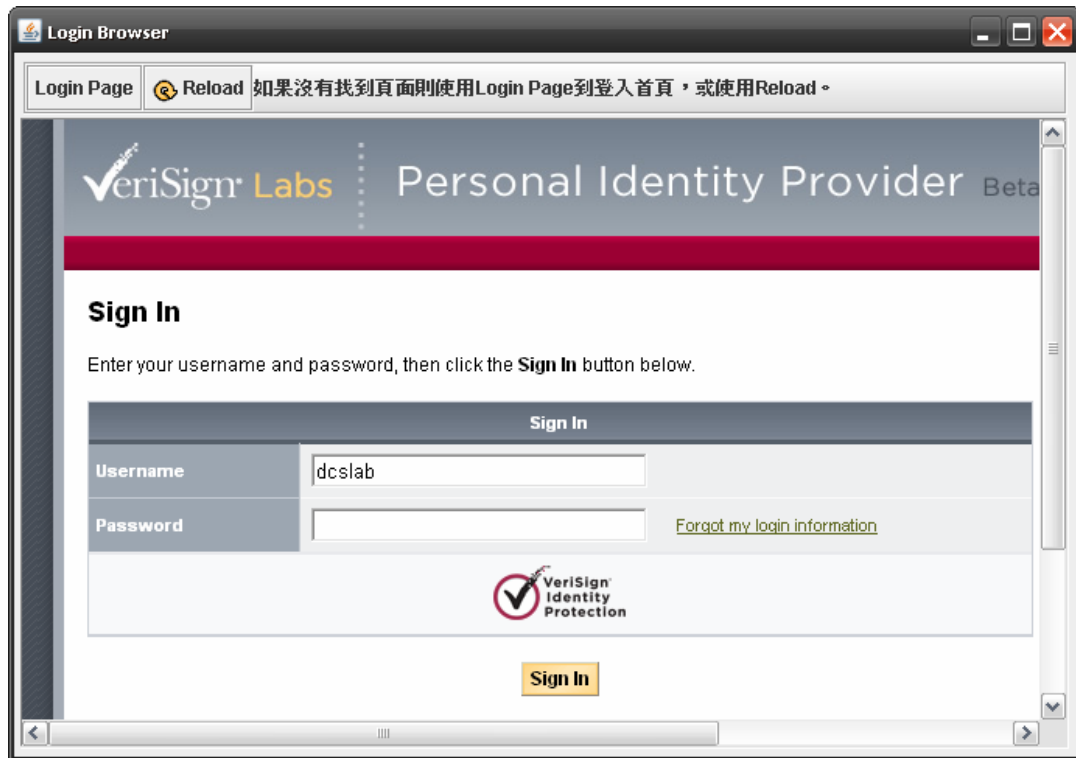 Login Browser
Login Page Reload 如果沒有找到頁面則使用Login Page到登入首頁，或使用Reload。
VeriSign Labs Personal Identity Provider Beta
Sign In
Enter your username and password, then click the Sign In button below.
Sign In
Username dcslab
Password Forgot my login information
VeriSign
Identity
Protection
Sign In